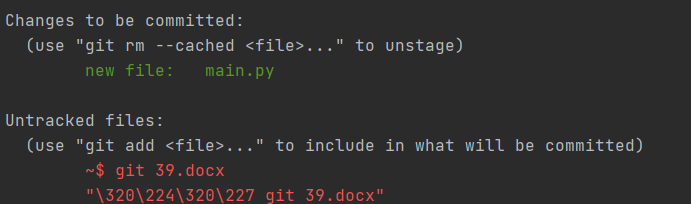 Changes to be committed:
(use "git rm --cached <file>..." to unstage)
new file:   main.py
Untracked files:
(use "git add <file>..." to include in what will be committed)
~$ git 39.docx
"\320\224\320\227 git 39.docx"